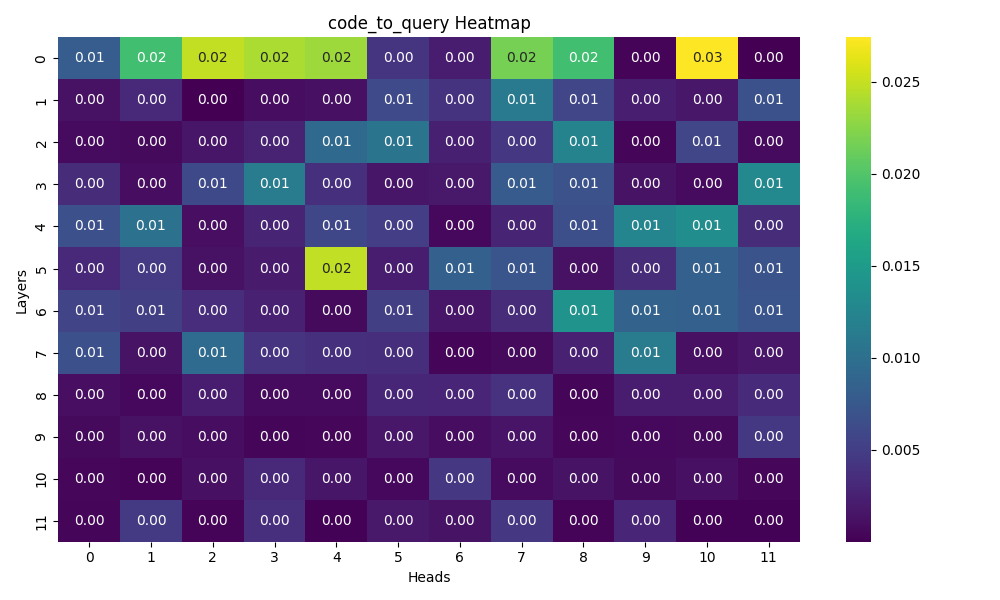 code_to_query Heatmap
0 0.01 0.02 0.02 0.02 0.02 0.00 0.00 0.02 0.02 0.00 0.03 0.00
1 0.00 0.00 0.00 0.00 0.00 0.01 0.00 0.01 0.01 0.00 0.00 0.01
2 0.00 0.00 0.00 0.00 0.01 0.01 0.00 0.00 0.01 0.00 0.01 0.00
3 0.00 0.00 0.01 0.01 0.00 0.00 0.00 0.01 0.01 0.00 0.00 0.01
4 0.01 0.01 0.00 0.00 0.01 0.00 0.00 0.00 0.01 0.01 0.01 0.00
5 0.00 0.00 0.00 0.00 0.02 0.00 0.01 0.01 0.00 0.00 0.01 0.01
6 0.01 0.01 0.00 0.00 0.00 0.01 0.00 0.00 0.01 0.01 0.01 0.01
7 0.01 0.00 0.01 0.00 0.00 0.00 0.00 0.00 0.00 0.01 0.00 0.00
8 0.00 0.00 0.00 0.00 0.00 0.00 0.00 0.00 0.00 0.00 0.00 0.00
9 0.00 0.00 0.00 0.00 0.00 0.00 0.00 0.00 0.00 0.00 0.00 0.00
10 0.00 0.00 0.00 0.00 0.00 0.00 0.00 0.00 0.00 0.00 0.00 0.00
11 0.00 0.00 0.00 0.00 0.00 0.00 0.00 0.00 0.00 0.00 0.00 0.00
0 1 2 3 4 5 6 7 8 9 10 11
Heads
Layers
0.025
0.020
0.015
0.010
0.005